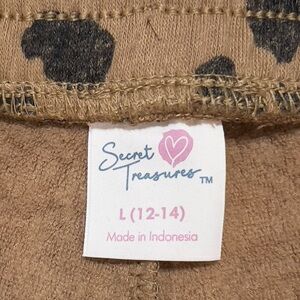 Secret
Treasures™
L (12-14)
Made in Indonesia